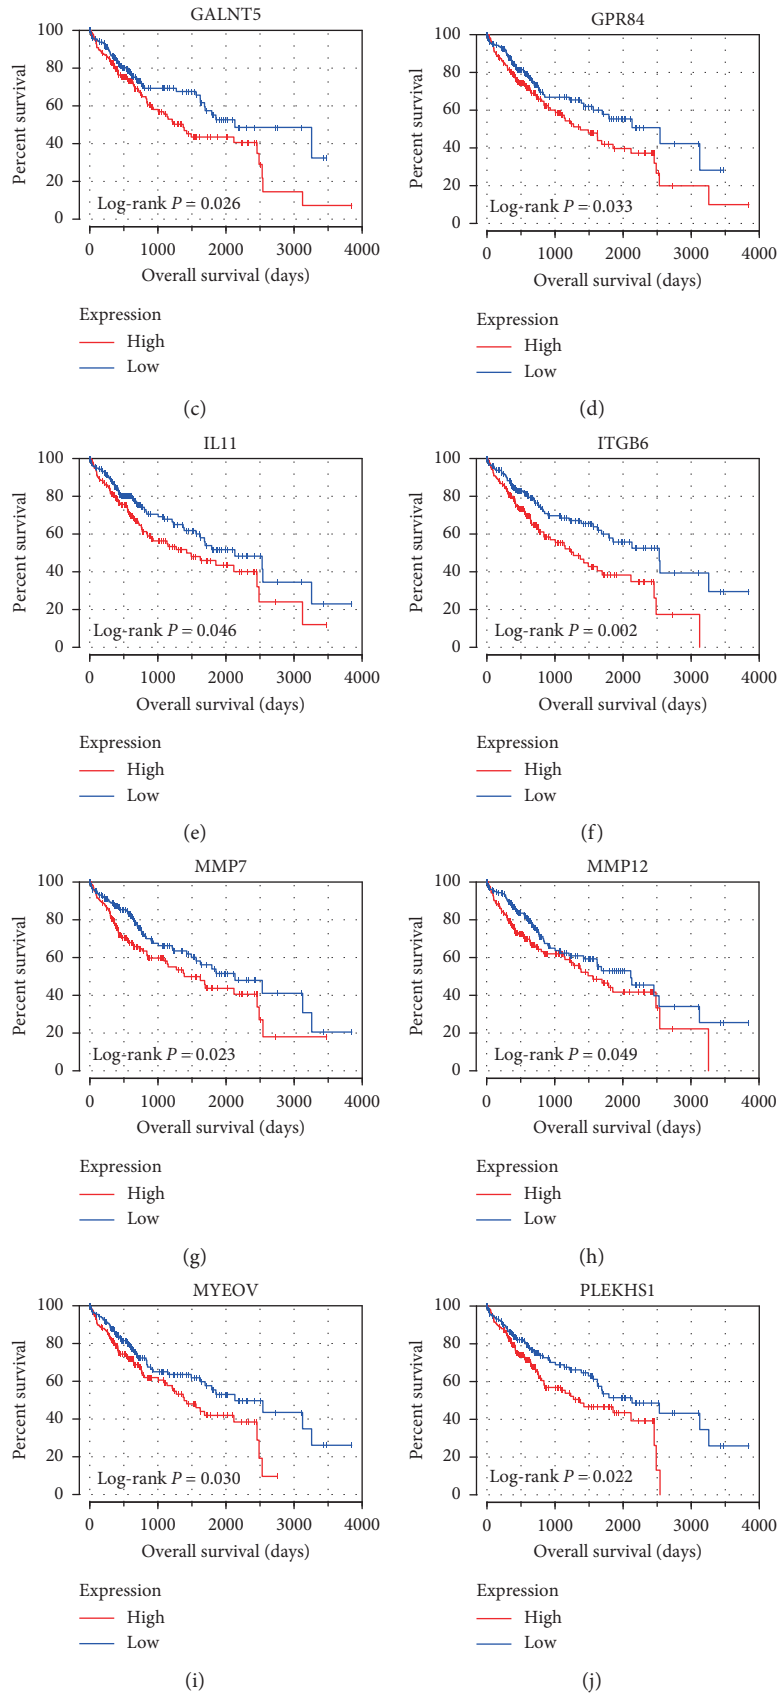 GALNT5
Percent survival
100
80
60
40
20
0
Log-rank P = 0.026
0 1000 2000 3000 4000
Overall survival (days)
Expression
High
Low
(c)
GPR84
Percent survival
100
80
60
40
20
0
Log-rank P = 0.033
0 1000 2000 3000 4000
Overall survival (days)
Expression
High
Low
(d)
IL11
Percent survival
100
80
60
40
20
0
Log-rank P = 0.046
0 1000 2000 3000 4000
Overall survival (days)
Expression
High
Low
(e)
ITGB6
Percent survival
100
80
60
40
20
0
Log-rank P = 0.002
0 1000 2000 3000 4000
Overall survival (days)
Expression
High
Low
(f)
MMP7
Percent survival
100
80
60
40
20
0
Log-rank P = 0.023
0 1000 2000 3000 4000
Overall survival (days)
Expression
High
Low
(g)
MMP12
Percent survival
100
80
60
40
20
0
Log-rank P = 0.049
0 1000 2000 3000 4000
Overall survival (days)
Expression
High
Low
(h)
MYEOV
Percent survival
100
80
60
40
20
0
Log-rank P = 0.030
0 1000 2000 3000 4000
Overall survival (days)
Expression
High
Low
(i)
PLEKHS1
Percent survival
100
80
60
40
20
0
Log-rank P = 0.022
0 1000 2000 3000 4000
Overall survival (days)
Expression
High
Low
(j)